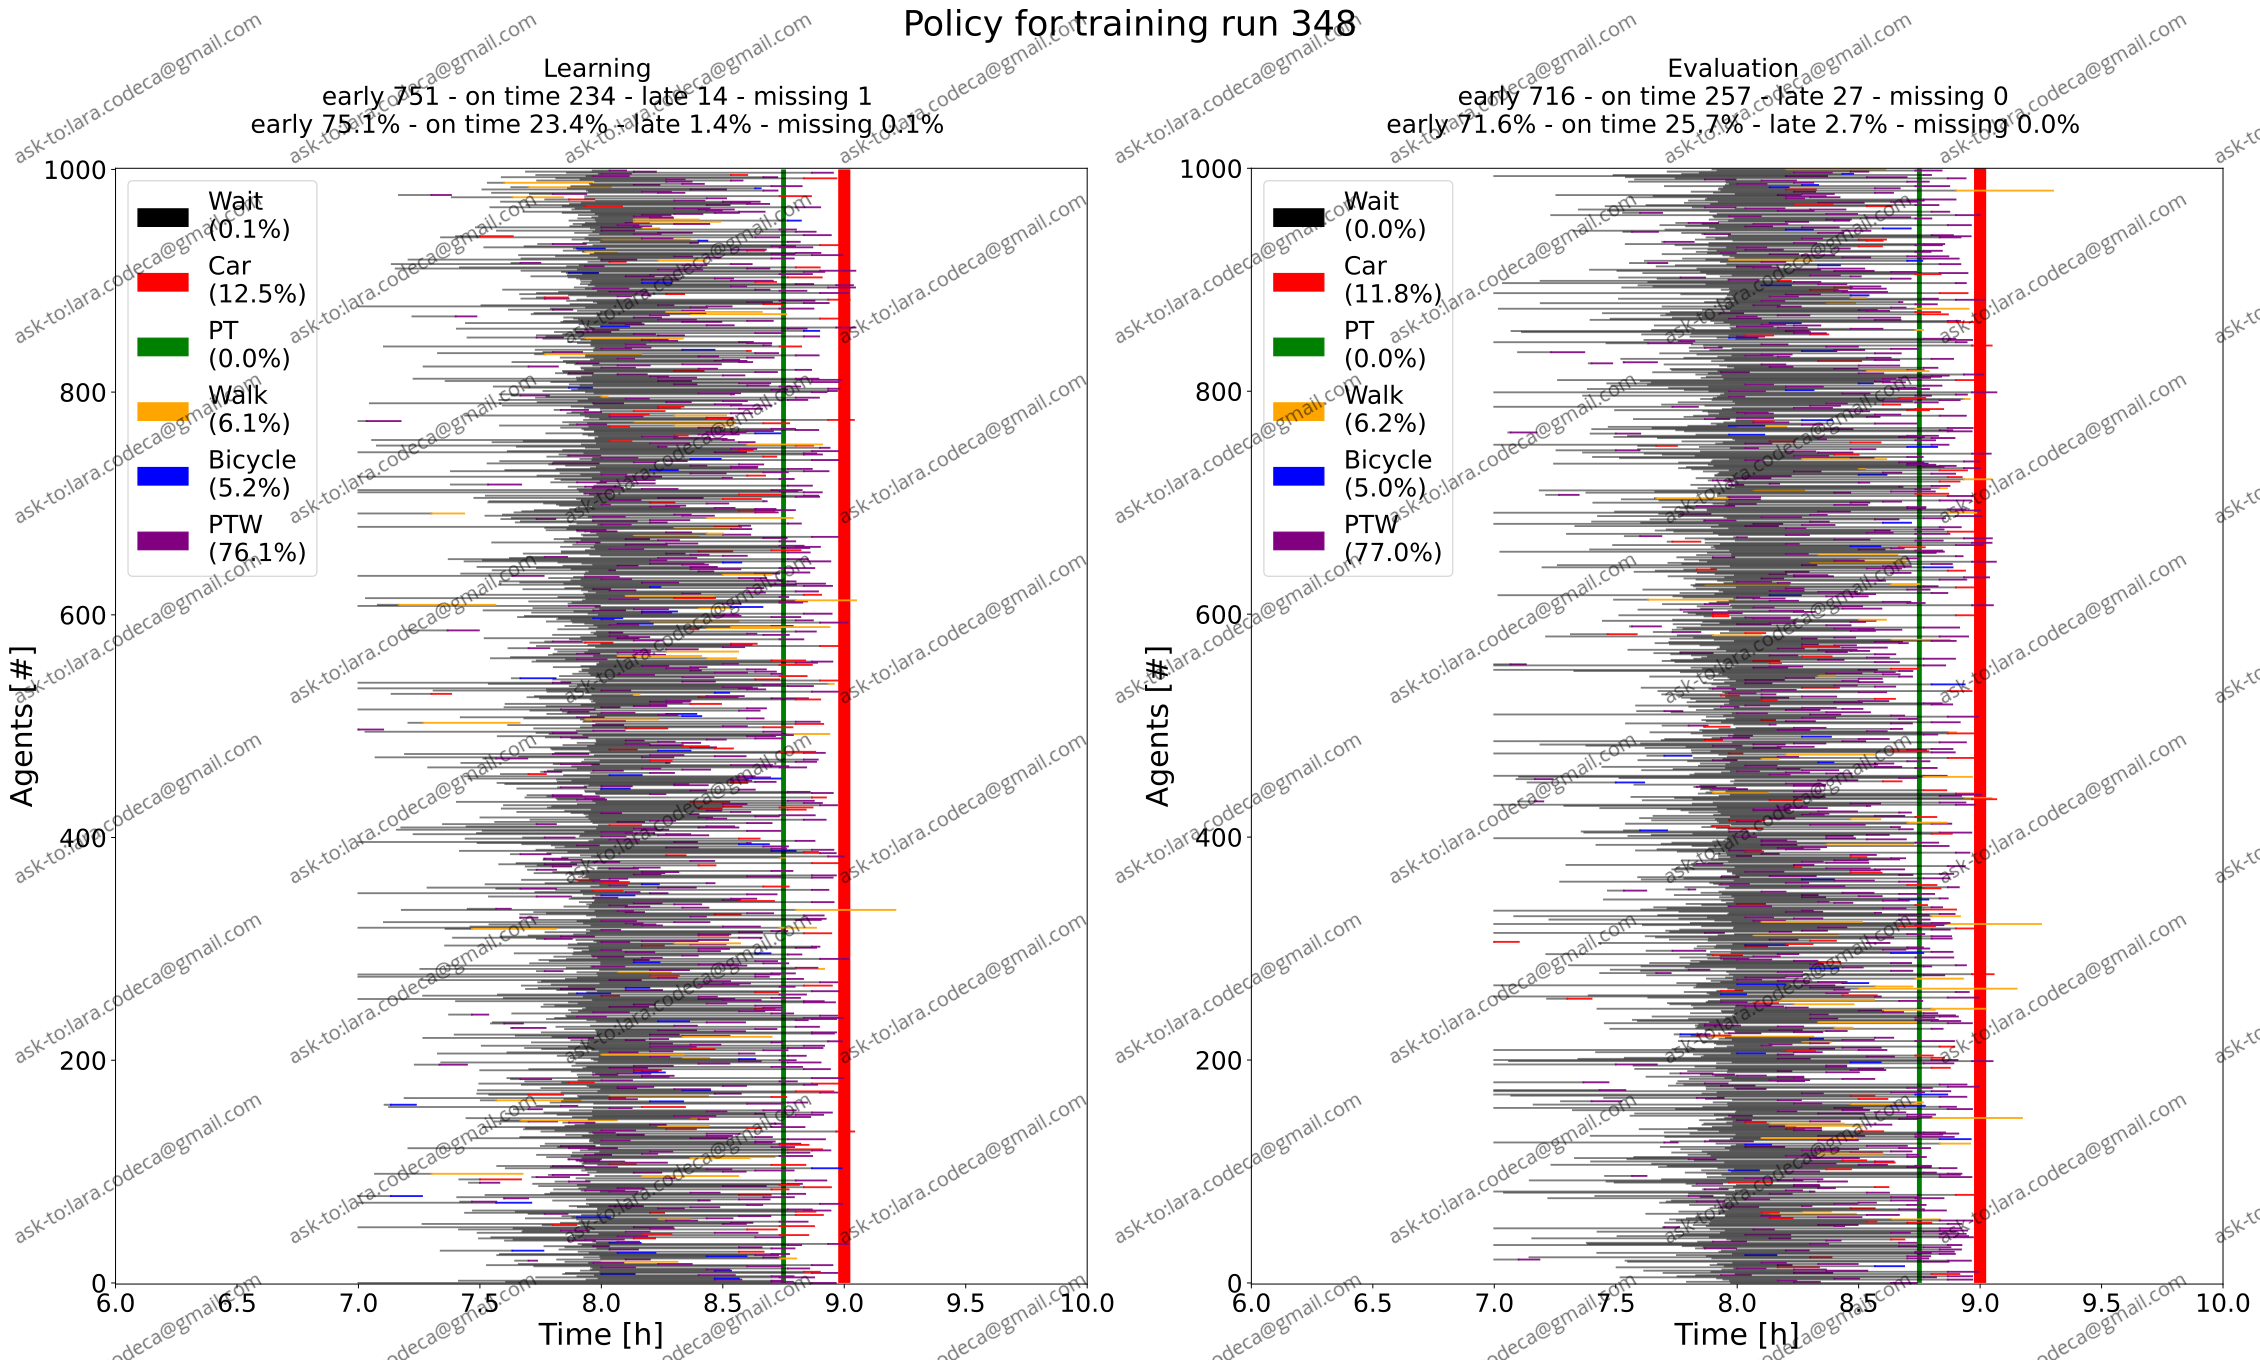 Policy for training run 348
Learning
early 751 - on time 234 - late 14 - missing 1
early 75.1% - on time 23.4% - late 1.4% - missing 0.1%
1000
800
600
400
200
0
Agents [#]
Wait
(0.1%)
Car
(12.5%)
PT
(0.0%)
Walk
(6.1%)
Bicycle
(5.2%)
PTW
(76.1%)
6.0 6.5 7.0 7.5 8.0 8.5 9.0 9.5 10.0
Time [h]
Evaluation
early 716 - on time 257 - late 27 - missing 0
early 71.6% - on time 25.7% - late 2.7% - missing 0.0%
1000
800
600
400
200
0
Agents [#]
Wait
(0.0%)
Car
(11.8%)
PT
(0.0%)
Walk
(6.2%)
Bicycle
(5.0%)
PTW
(77.0%)
6.0 6.5 7.0 7.5 8.0 8.5 9.0 9.5 10.0
Time [h]
ask-to:lara.codeca@gmail.com